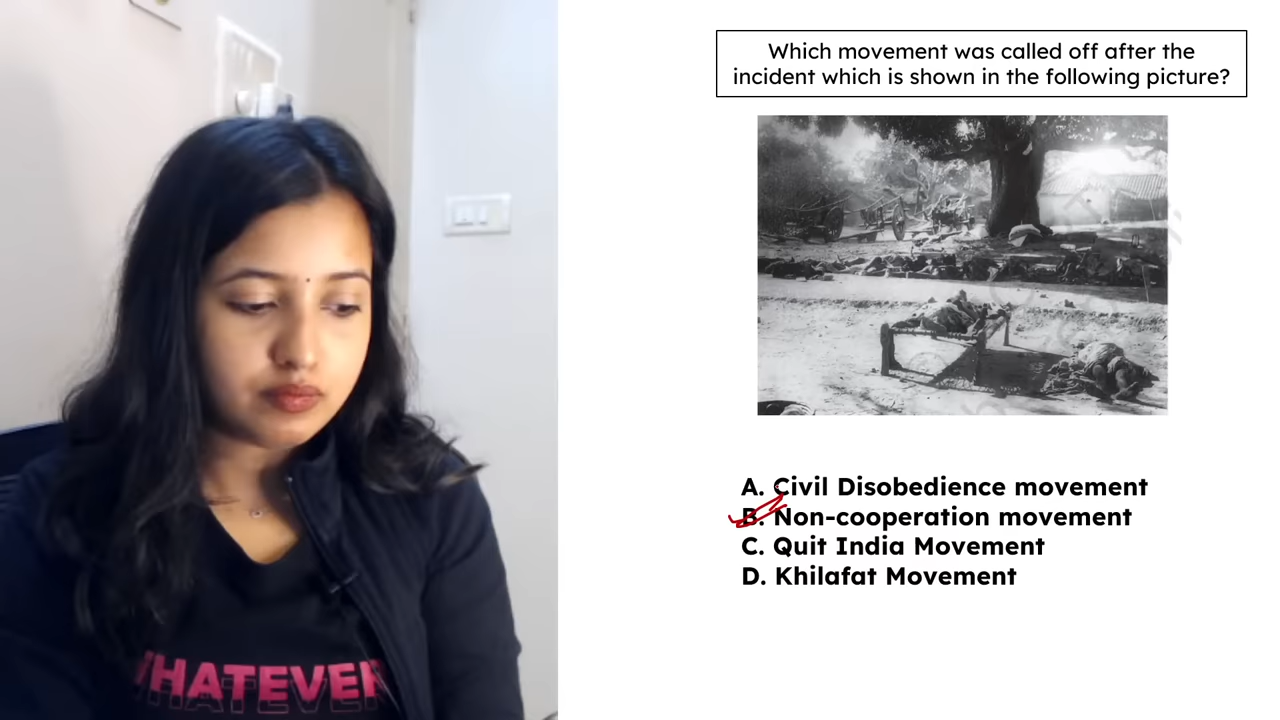 Which movement was called off after the
incident which is shown in the following picture?
A. Civil Disobedience movement
B. Non-cooperation movement
C. Quit India Movement
D. Khilafat Movement
WHATEVER